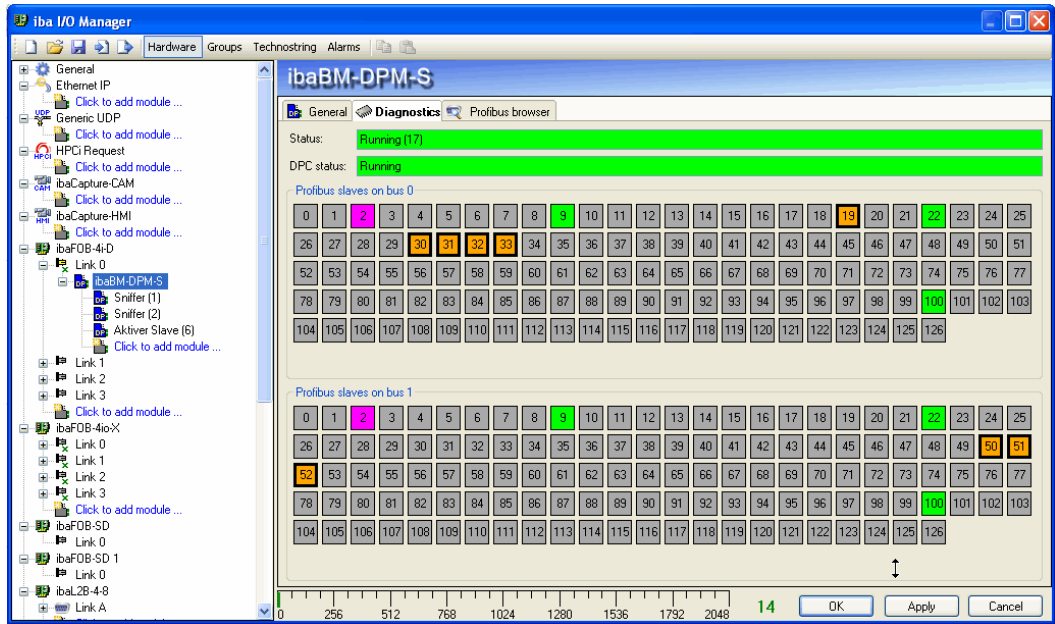 iba I/O Manager
Hardware Groups Technostring Alarms
General
Ethernet IP
Click to add module ...
Generic UDP
Click to add module ...
HPCi Request
Click to add module ...
ibaCapture-CAM
Click to add module ...
ibaCapture-HMI
Click to add module ...
ibaFOB-4i-D
Link 0
ibaBM-DPM-S
Sniffer (1)
Sniffer (2)
Aktiver Slave (6)
Click to add module ...
Link 1
Link 2
Link 3
Click to add module ...
ibaFOB-4io-X
Link 0
Link 1
Link 2
Link 3
Click to add module ...
ibaFOB-SD
Link 0
ibaFOB-SD 1
Link 0
ibaL2B-4-8
Link A
ibaBM-DPM-S
General Diagnostics Profibus browser
Status: Running (17)
DPC status: Running
Profibus slaves on bus 0
0 1 2 3 4 5 6 7 8 9 10 11 12 13 14 15 16 17 18 19 20 21 22 23 24 25
26 27 28 29 30 31 32 33 34 35 36 37 38 39 40 41 42 43 44 45 46 47 48 49 50 51
52 53 54 55 56 57 58 59 60 61 62 63 64 65 66 67 68 69 70 71 72 73 74 75 76 77
78 79 80 81 82 83 84 85 86 87 88 89 90 91 92 93 94 95 96 97 98 99 100 101 102 103
104 105 106 107 108 109 110 111 112 113 114 115 116 117 118 119 120 121 122 123 124 125 126
Profibus slaves on bus 1
0 1 2 3 4 5 6 7 8 9 10 11 12 13 14 15 16 17 18 19 20 21 22 23 24 25
26 27 28 29 30 31 32 33 34 35 36 37 38 39 40 41 42 43 44 45 46 47 48 49 50 51
52 53 54 55 56 57 58 59 60 61 62 63 64 65 66 67 68 69 70 71 72 73 74 75 76 77
78 79 80 81 82 83 84 85 86 87 88 89 90 91 92 93 94 95 96 97 98 99 100 101 102 103
104 105 106 107 108 109 110 111 112 113 114 115 116 117 118 119 120 121 122 123 124 125 126
0 256 512 768 1024 1280 1536 1792 2048 14 OK Apply Cancel